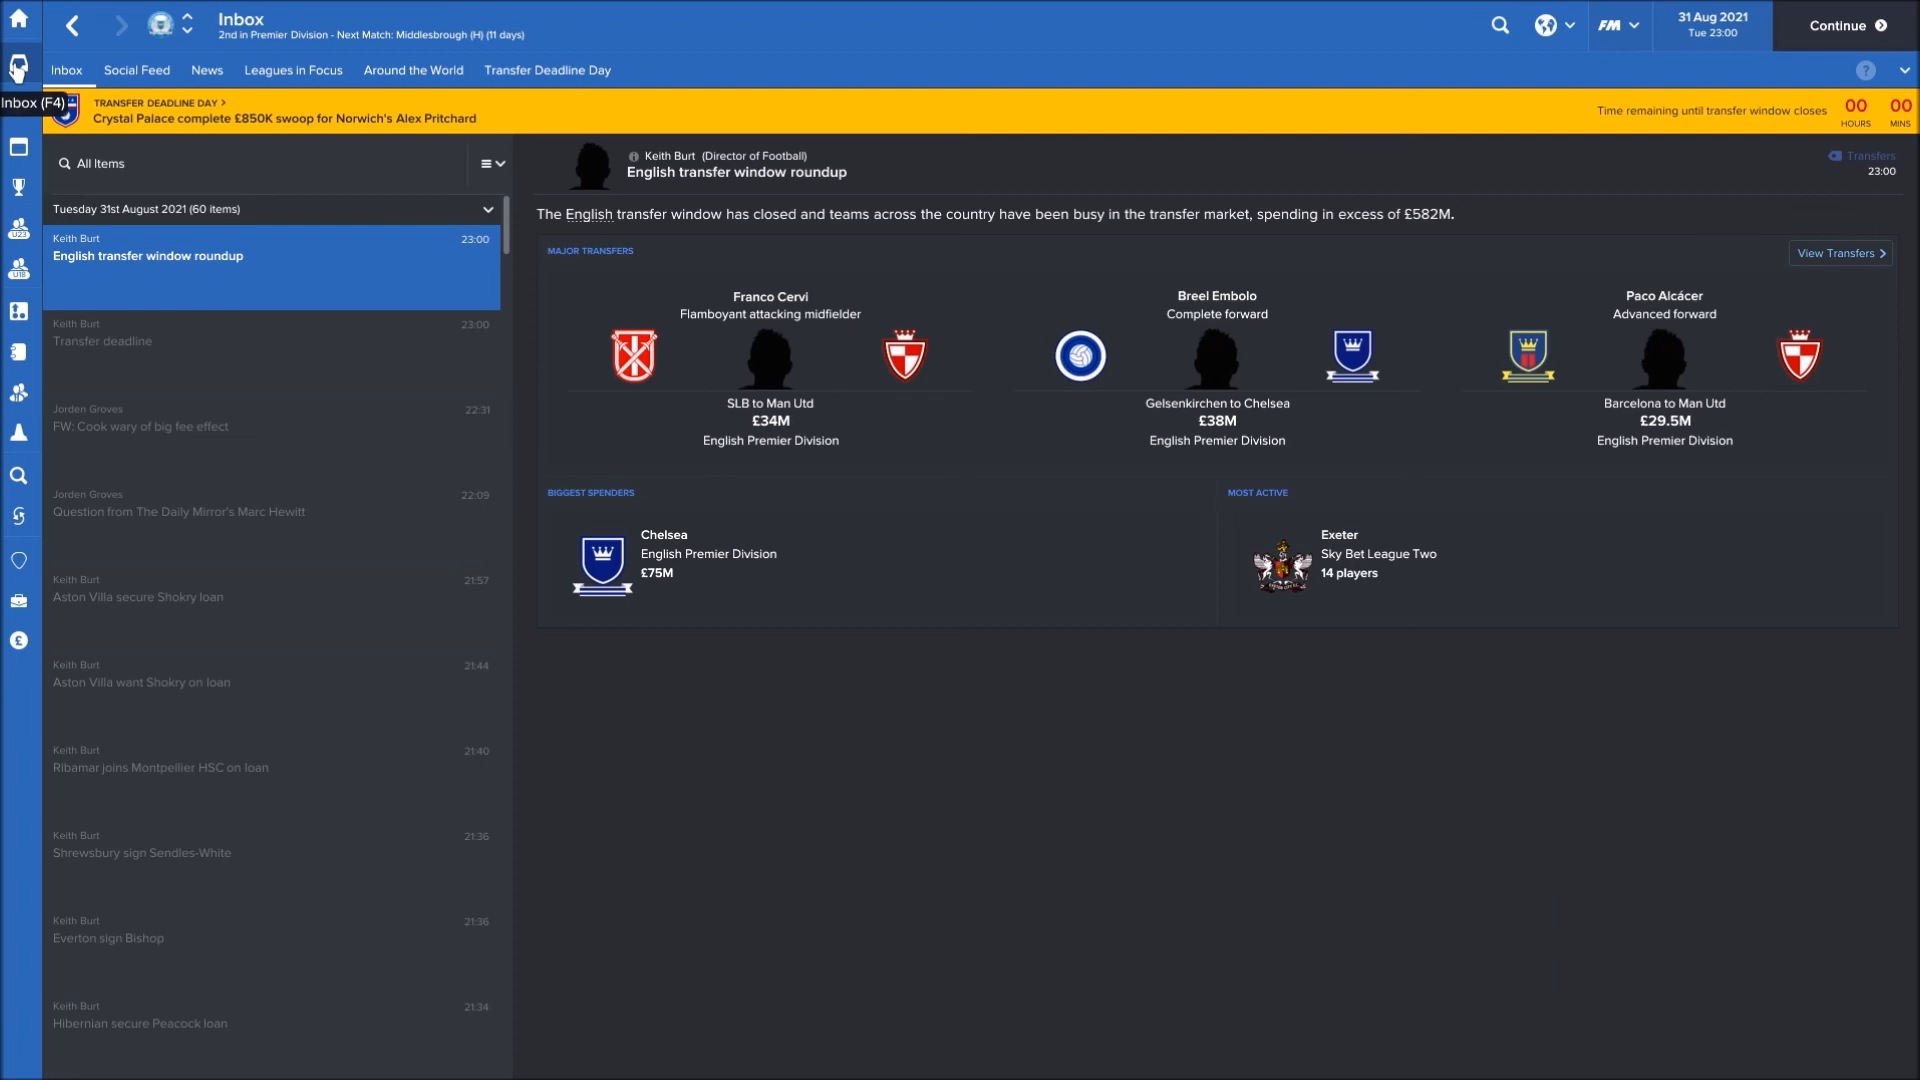 Inbox
2nd in Premier Division - Next Match: Middlesbrough (H) (11 days)
FM
31 Aug 2021
Tue 23:00
Continue
Inbox
Social Feed
News
Leagues in Focus
Around the World
Transfer Deadline Day
?
Inbox (F4)
TRANSFER DEADLINE DAY >
Crystal Palace complete £850K swoop for Norwich's Alex Pritchard
Time remaining until transfer window closes
00 00
HOURS MINS
All Items
Tuesday 31st August 2021 (60 items)
Keith Burt 23:00
English transfer window roundup
Keith Burt 23:00
Transfer deadline
Jorden Groves 22:31
FW: Cook wary of big fee effect
Jorden Groves 22:09
Question from The Daily Mirror's Marc Hewitt
Keith Burt 21:57
Aston Villa secure Shokry loan
Keith Burt 21:44
Aston Villa want Shokry on loan
Keith Burt 21:40
Ribamar joins Montpellier HSC on loan
Keith Burt 21:36
Shrewsbury sign Sendles-White
Keith Burt 21:36
Everton sign Bishop
Keith Burt 21:34
Hibernian secure Peacock loan
U23
U18
£
Keith Burt (Director of Football)
English transfer window roundup
Transfers
23:00
The English transfer window has closed and teams across the country have been busy in the transfer market, spending in excess of £582M.
MAJOR TRANSFERS
View Transfers >
Franco Cervi
Flamboyant attacking midfielder
SLB to Man Utd
£34M
English Premier Division
Breel Embolo
Complete forward
Gelsenkirchen to Chelsea
£38M
English Premier Division
Paco Alcácer
Advanced forward
Barcelona to Man Utd
£29.5M
English Premier Division
BIGGEST SPENDERS
Chelsea
English Premier Division
£75M
MOST ACTIVE
Exeter
Sky Bet League Two
14 players